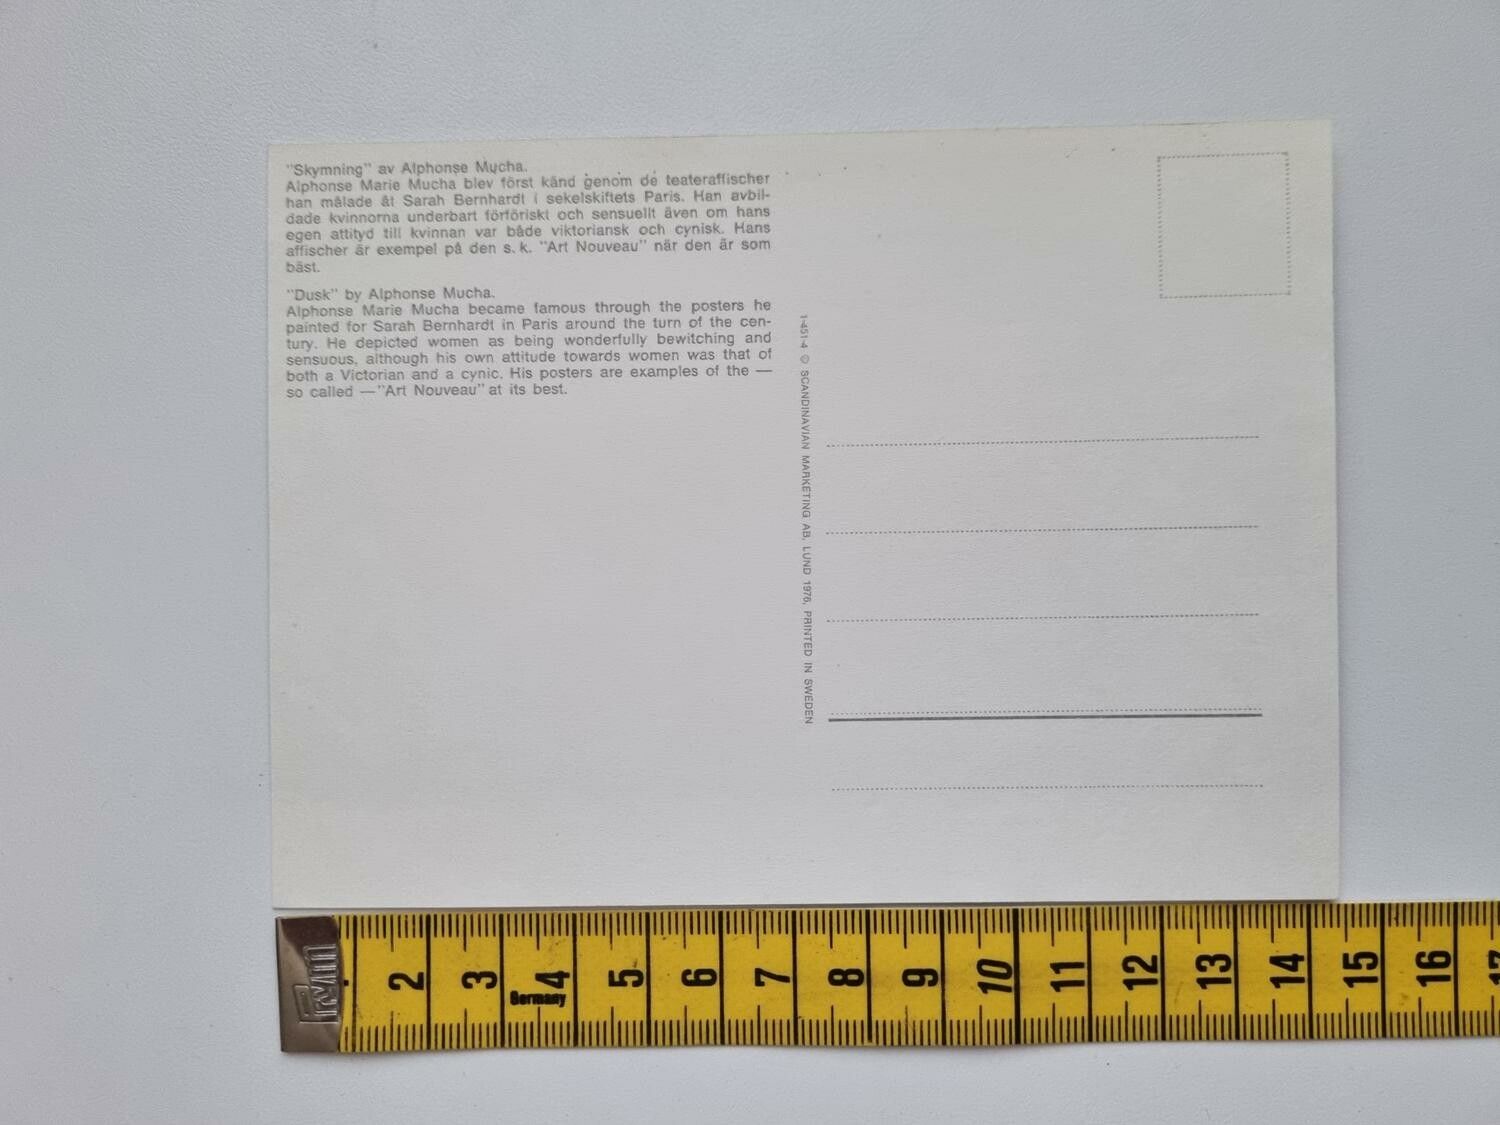 "Skymning" av Alphonse Mucha.
Alphonse Marie Mucha blev först känd genom de teateraffischer
han målade åt Sarah Bernhardt i sekelskiftets Paris. Han avbil-
dade kvinnorna underbart förföriskt och sensuellt även om hans
egen attityd till kvinnan var både viktoriansk och cynisk. Hans
affischer är exempel på den s. k. "Art Nouveau" när den är som
bäst.
"Dusk" by Alphonse Mucha.
Alphonse Marie Mucha became famous through the posters he
painted for Sarah Bernhardt in Paris around the turn of the cen-
tury. He depicted women as being wonderfully bewitching and
sensuous, although his own attitude towards women was that of
both a Victorian and a cynic. His posters are examples of the —
so called — "Art Nouveau" at its best.
1-451-4 © SCANDINAVIAN MARKETING AB, LUND 1976, PRINTED IN SWEDEN
Prym 2 3 4 5 6 7 8 9 10 11 12 13 14 15 16 17
Germany